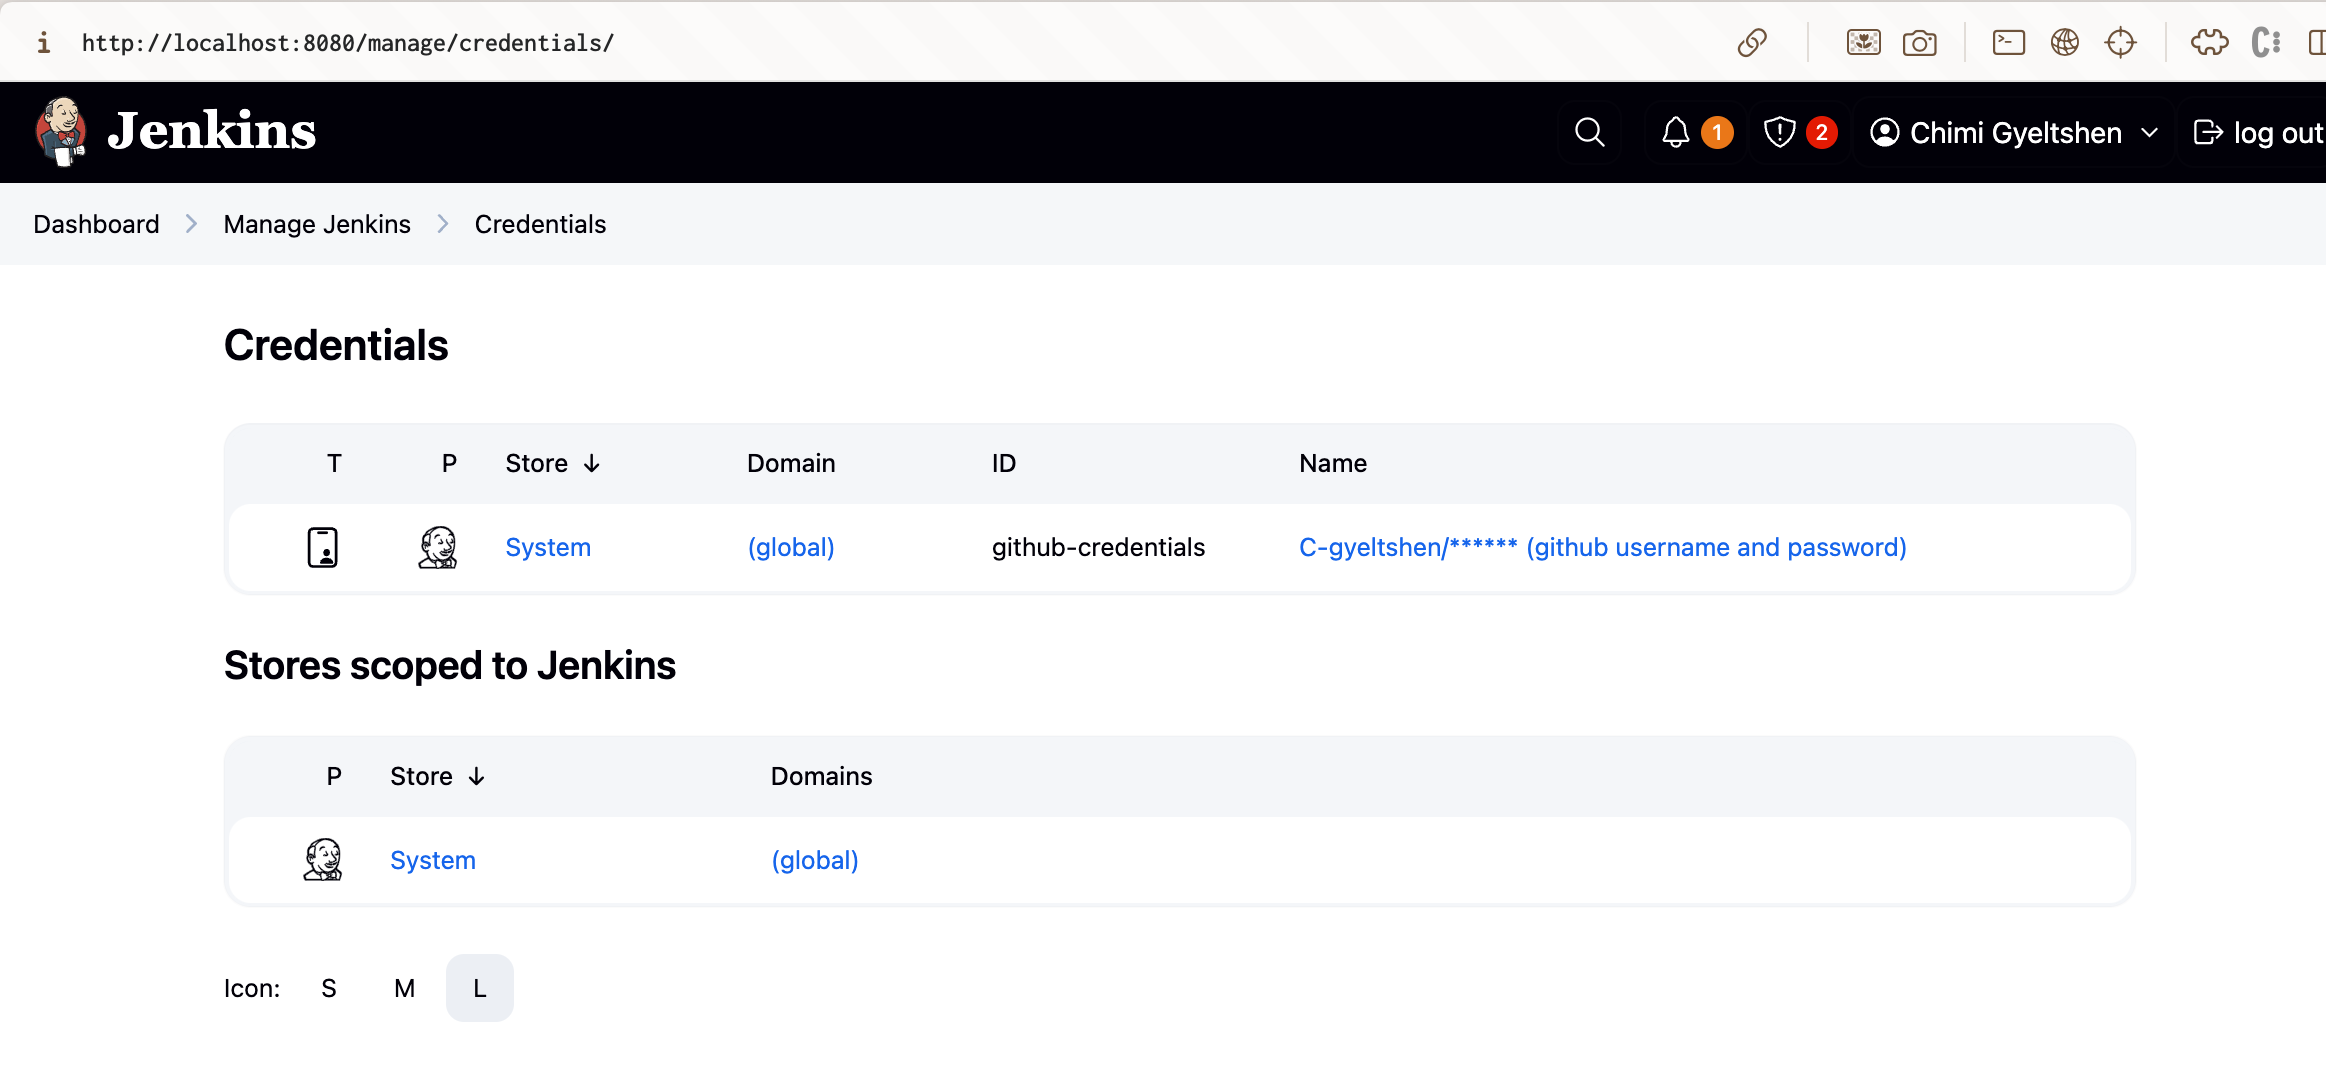 http://localhost:8080/manage/credentials/
Jenkins
1
2
Chimi Gyeltshen
log out
Dashboard
Manage Jenkins
Credentials
Credentials
T P Store ↓ Domain ID Name
System (global) github-credentials C-gyeltshen/****** (github username and password)
Stores scoped to Jenkins
P Store ↓ Domains
System (global)
Icon: S M L